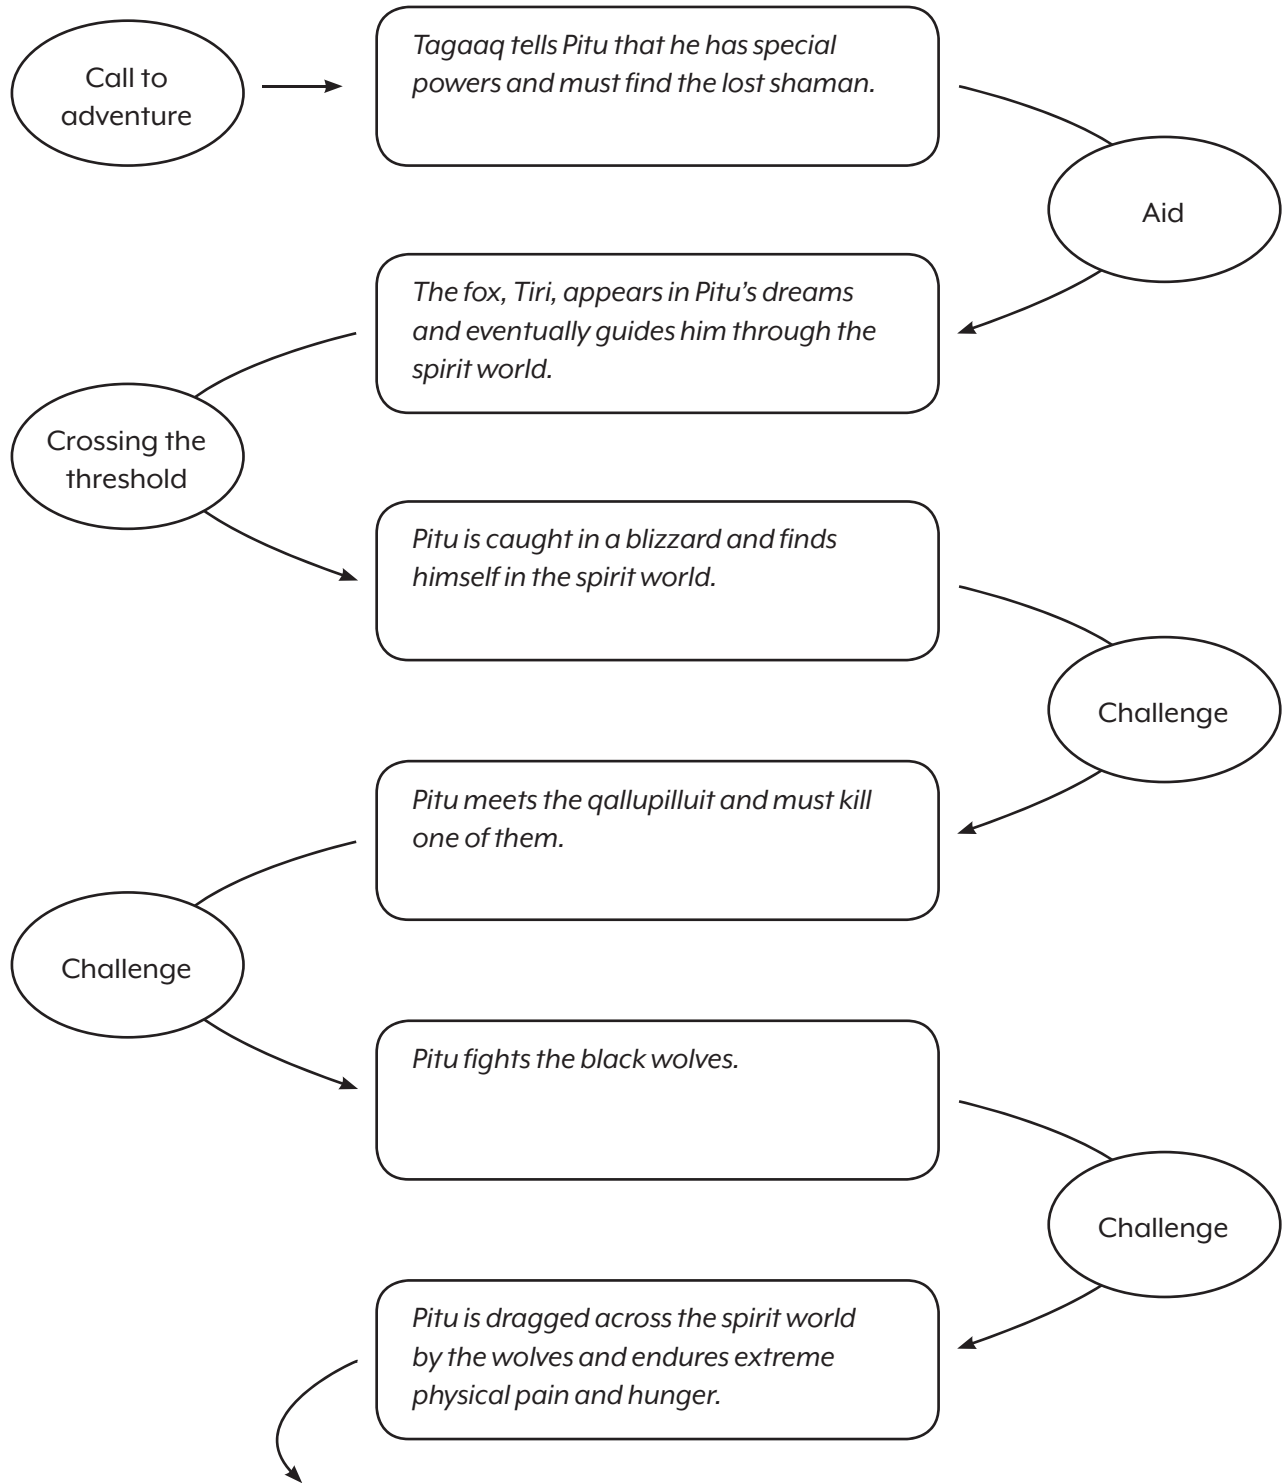 Call to
adventure
Tagaaq tells Pitu that he has special
powers and must find the lost shaman.
Aid
The fox, Tiri, appears in Pitu’s dreams
and eventually guides him through the
spirit world.
Crossing the
threshold
Pitu is caught in a blizzard and finds
himself in the spirit world.
Challenge
Pitu meets the qallupilluit and must kill
one of them.
Challenge
Pitu fights the black wolves.
Challenge
Pitu is dragged across the spirit world
by the wolves and endures extreme
physical pain and hunger.